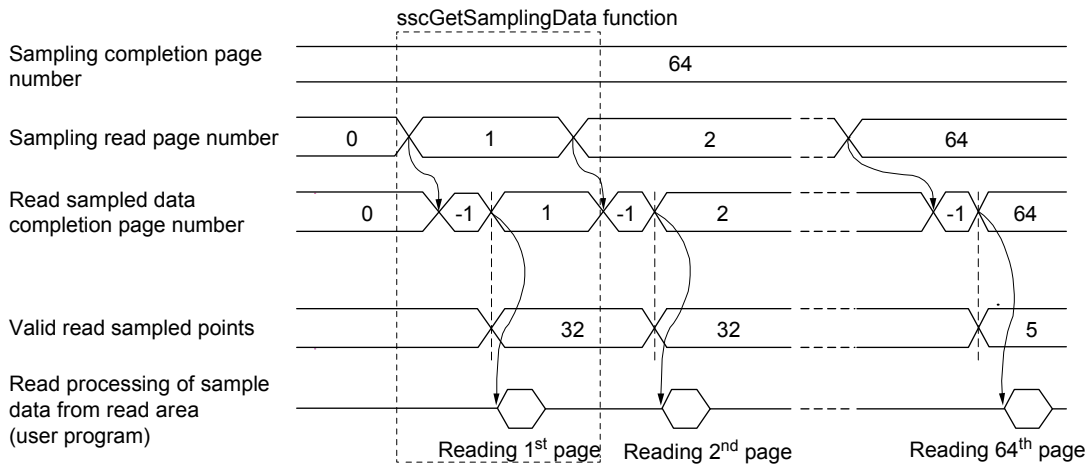 sscGetSamplingData function
Sampling completion page
number
64
Sampling read page number
0
1
2
64
Read sampled data
completion page number
0
-1
1
-1
2
-1
64
Valid read sampled points
32
32
5
Read processing of sample
data from read area
(user program)
Reading 1st page
Reading 2nd page
Reading 64th page